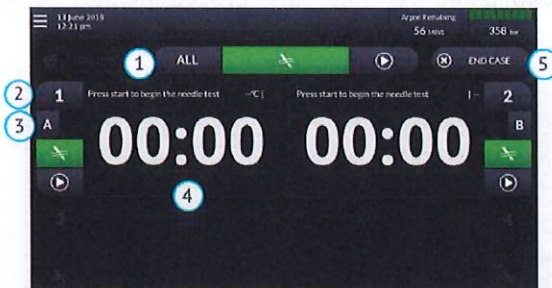 13 June 2019
12:21 pm
Argon Remaining
56 MINS
358 bar
1
ALL
END CASE
5
2
1
Press start to begin the needle test
--°C |
Press start to begin the needle test
| --
2
3
A
00:00
00:00
B
4